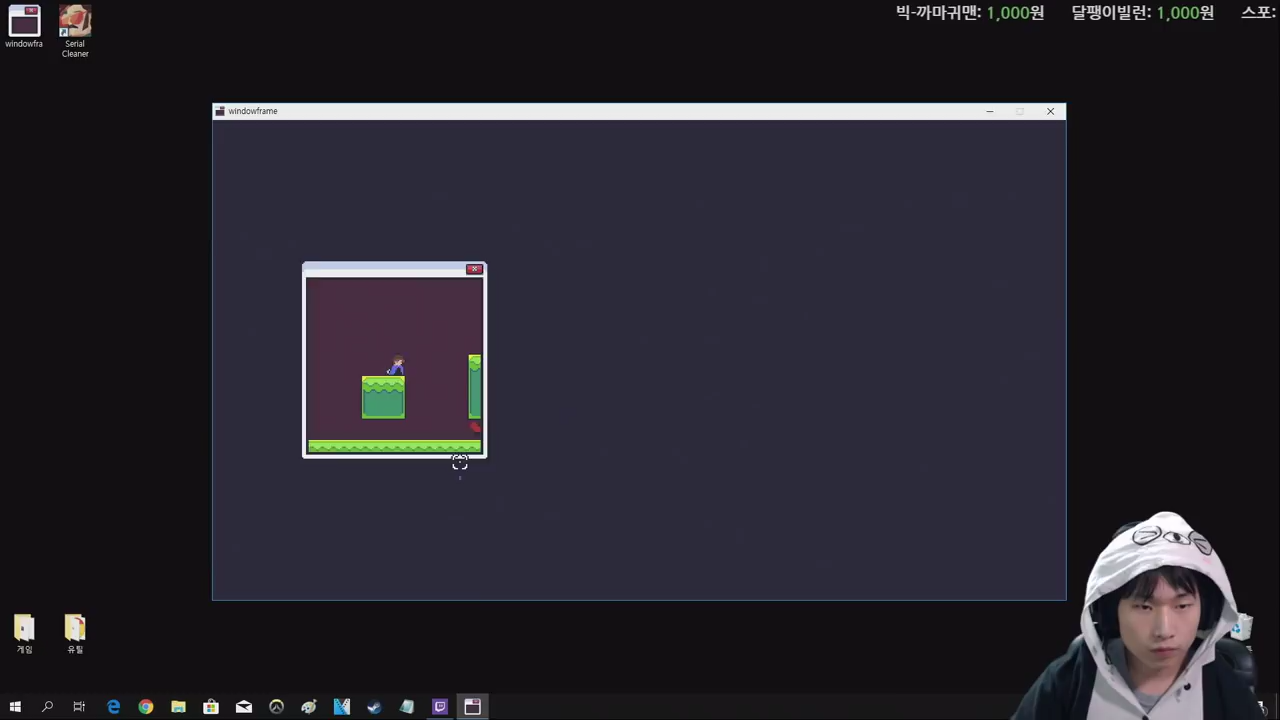 빅-까마귀맨: 1,000원 달팽이빌런: 1,000원 스포:
windowfra
Serial
Cleaner
windowframe
게임
유틸